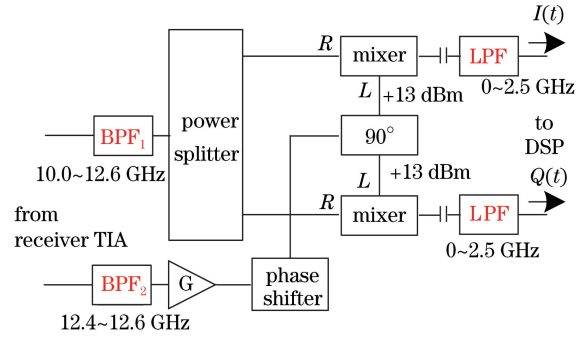 I(t)
R
mixer
LPF
L
+13 dBm
0~2.5 GHz
power
splitter
90°
to
DSP
BPF₁
10.0~12.6 GHz
L
+13 dBm
Q(t)
R
mixer
LPF
from
receiver TIA
0~2.5 GHz
BPF₂
G
phase
shifter
12.4~12.6 GHz